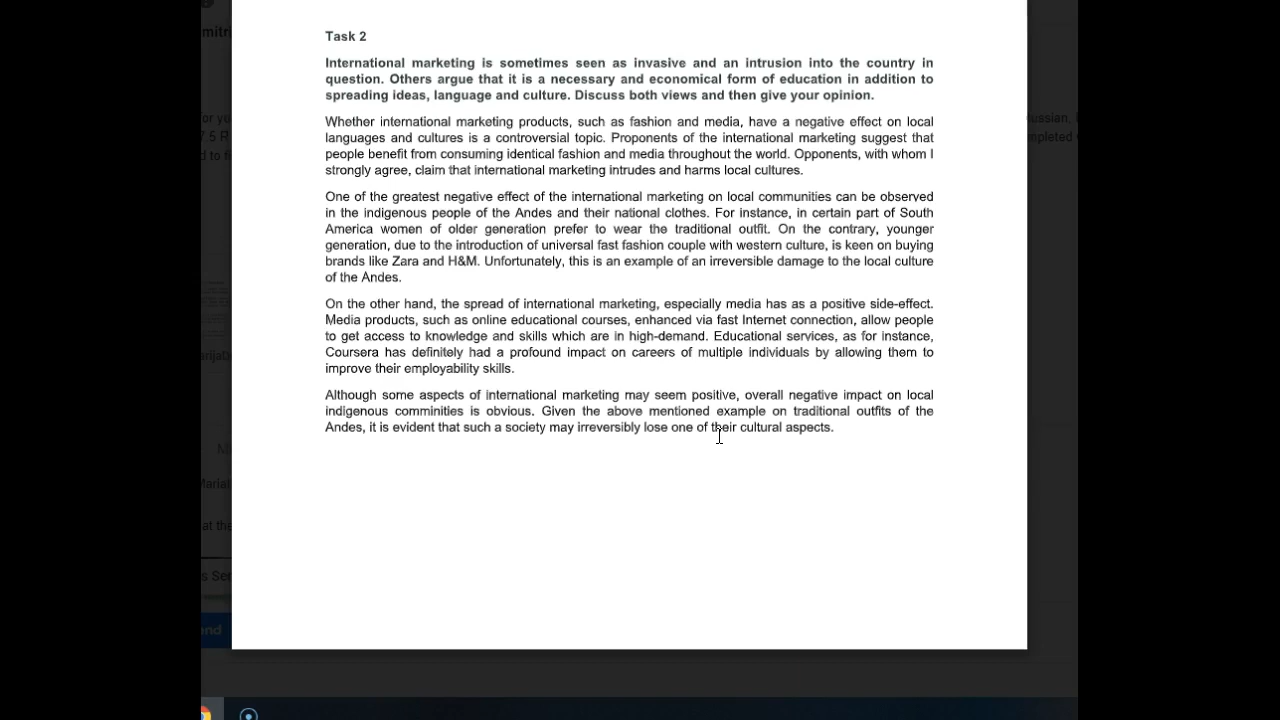 Task 2
International marketing is sometimes seen as invasive and an intrusion into the country in
question. Others argue that it is a necessary and economical form of education in addition to
spreading ideas, language and culture. Discuss both views and then give your opinion.
Whether international marketing products, such as fashion and media, have a negative effect on local
languages and cultures is a controversial topic. Proponents of the international marketing suggest that
people benefit from consuming identical fashion and media throughout the world. Opponents, with whom I
strongly agree, claim that international marketing intrudes and harms local cultures.
One of the greatest negative effect of the international marketing on local communities can be observed
in the indigenous people of the Andes and their national clothes. For instance, in certain part of South
America women of older generation prefer to wear the traditional outfit. On the contrary, younger
generation, due to the introduction of universal fast fashion couple with western culture, is keen on buying
brands like Zara and H&M. Unfortunately, this is an example of an irreversible damage to the local culture
of the Andes.
On the other hand, the spread of international marketing, especially media has as a positive side-effect.
Media products, such as online educational courses, enhanced via fast Internet connection, allow people
to get access to knowledge and skills which are in high-demand. Educational services, as for instance,
Coursera has definitely had a profound impact on careers of multiple individuals by allowing them to
improve their employability skills.
Although some aspects of international marketing may seem positive, overall negative impact on local
indigenous comminities is obvious. Given the above mentioned example on traditional outfits of the
Andes, it is evident that such a society may irreversibly lose one of their cultural aspects.